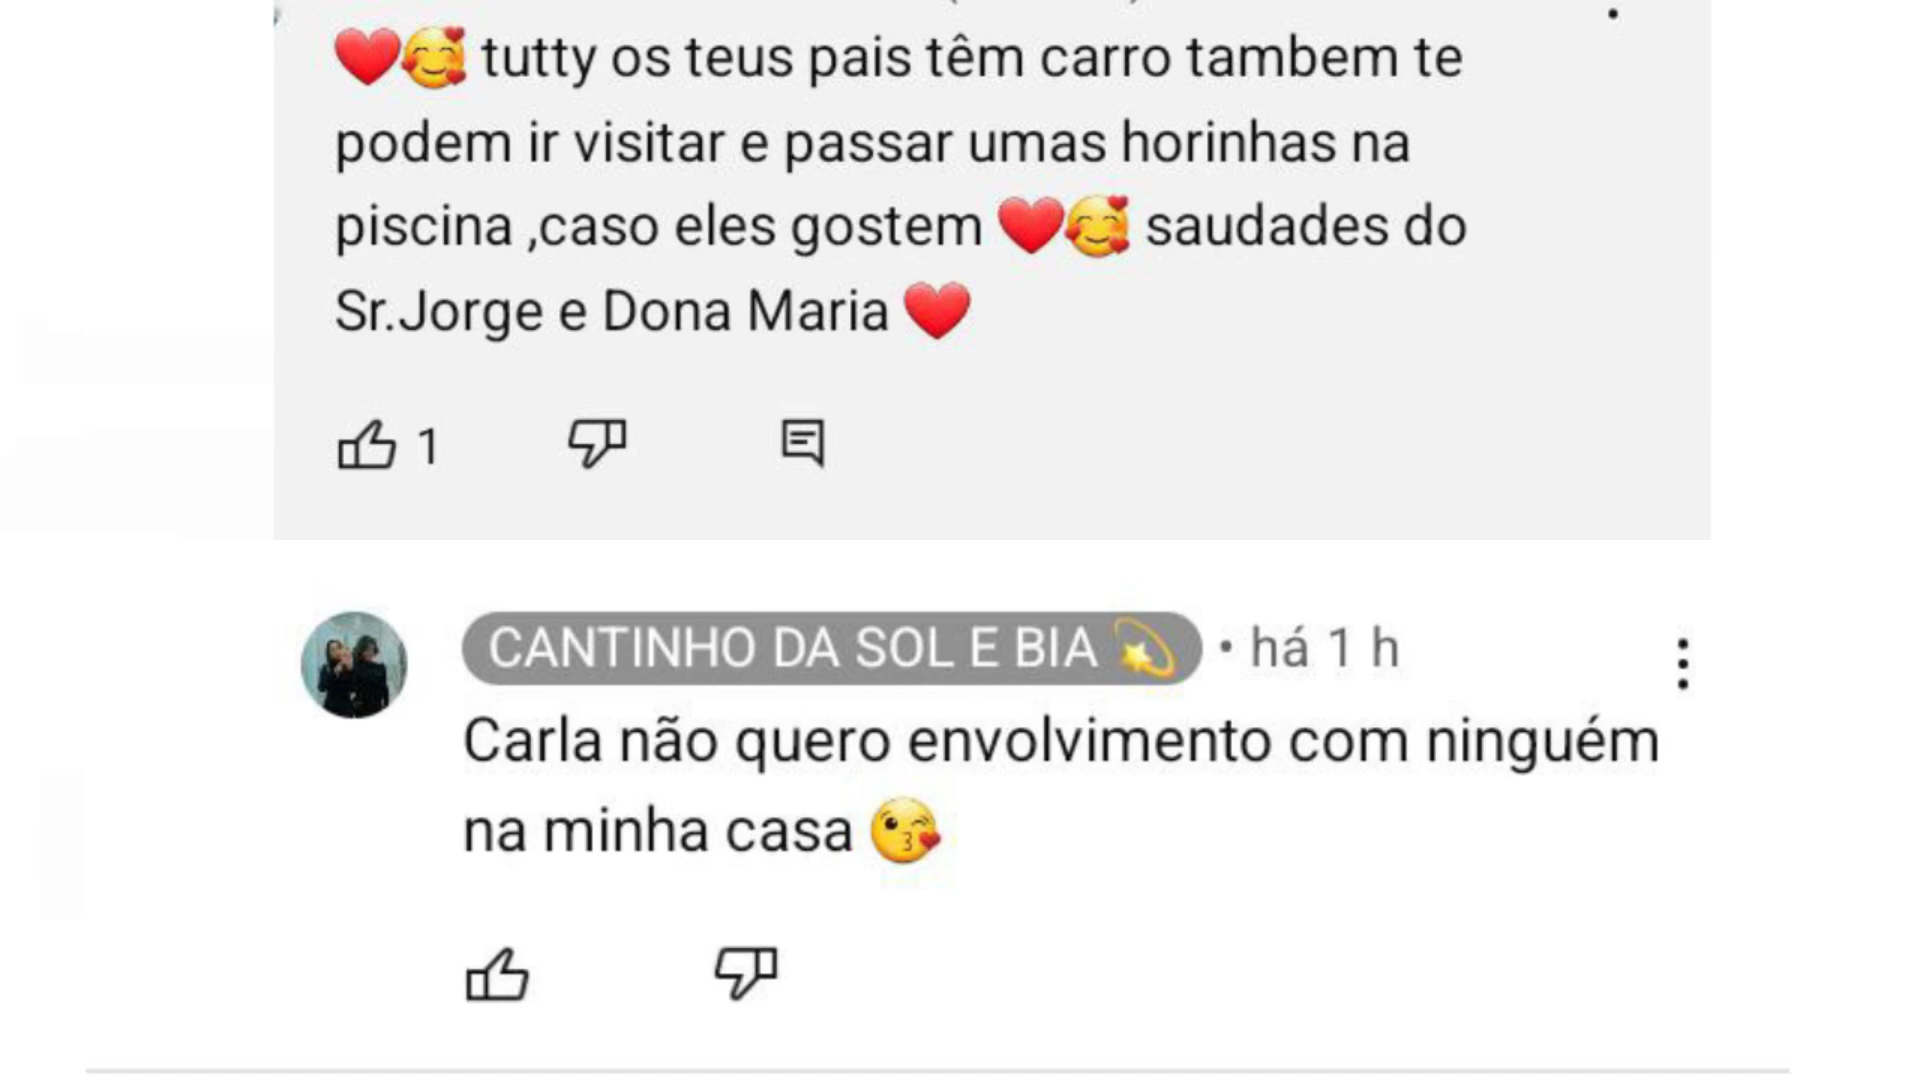 ❤️🥰 tutty os teus pais têm carro tambem te
podem ir visitar e passar umas horinhas na
piscina ,caso eles gostem ❤️🥰 saudades do
Sr.Jorge e Dona Maria ❤️
1
CANTINHO DA SOL E BIA 💫 • há 1 h
Carla não quero envolvimento com ninguém
na minha casa 😘